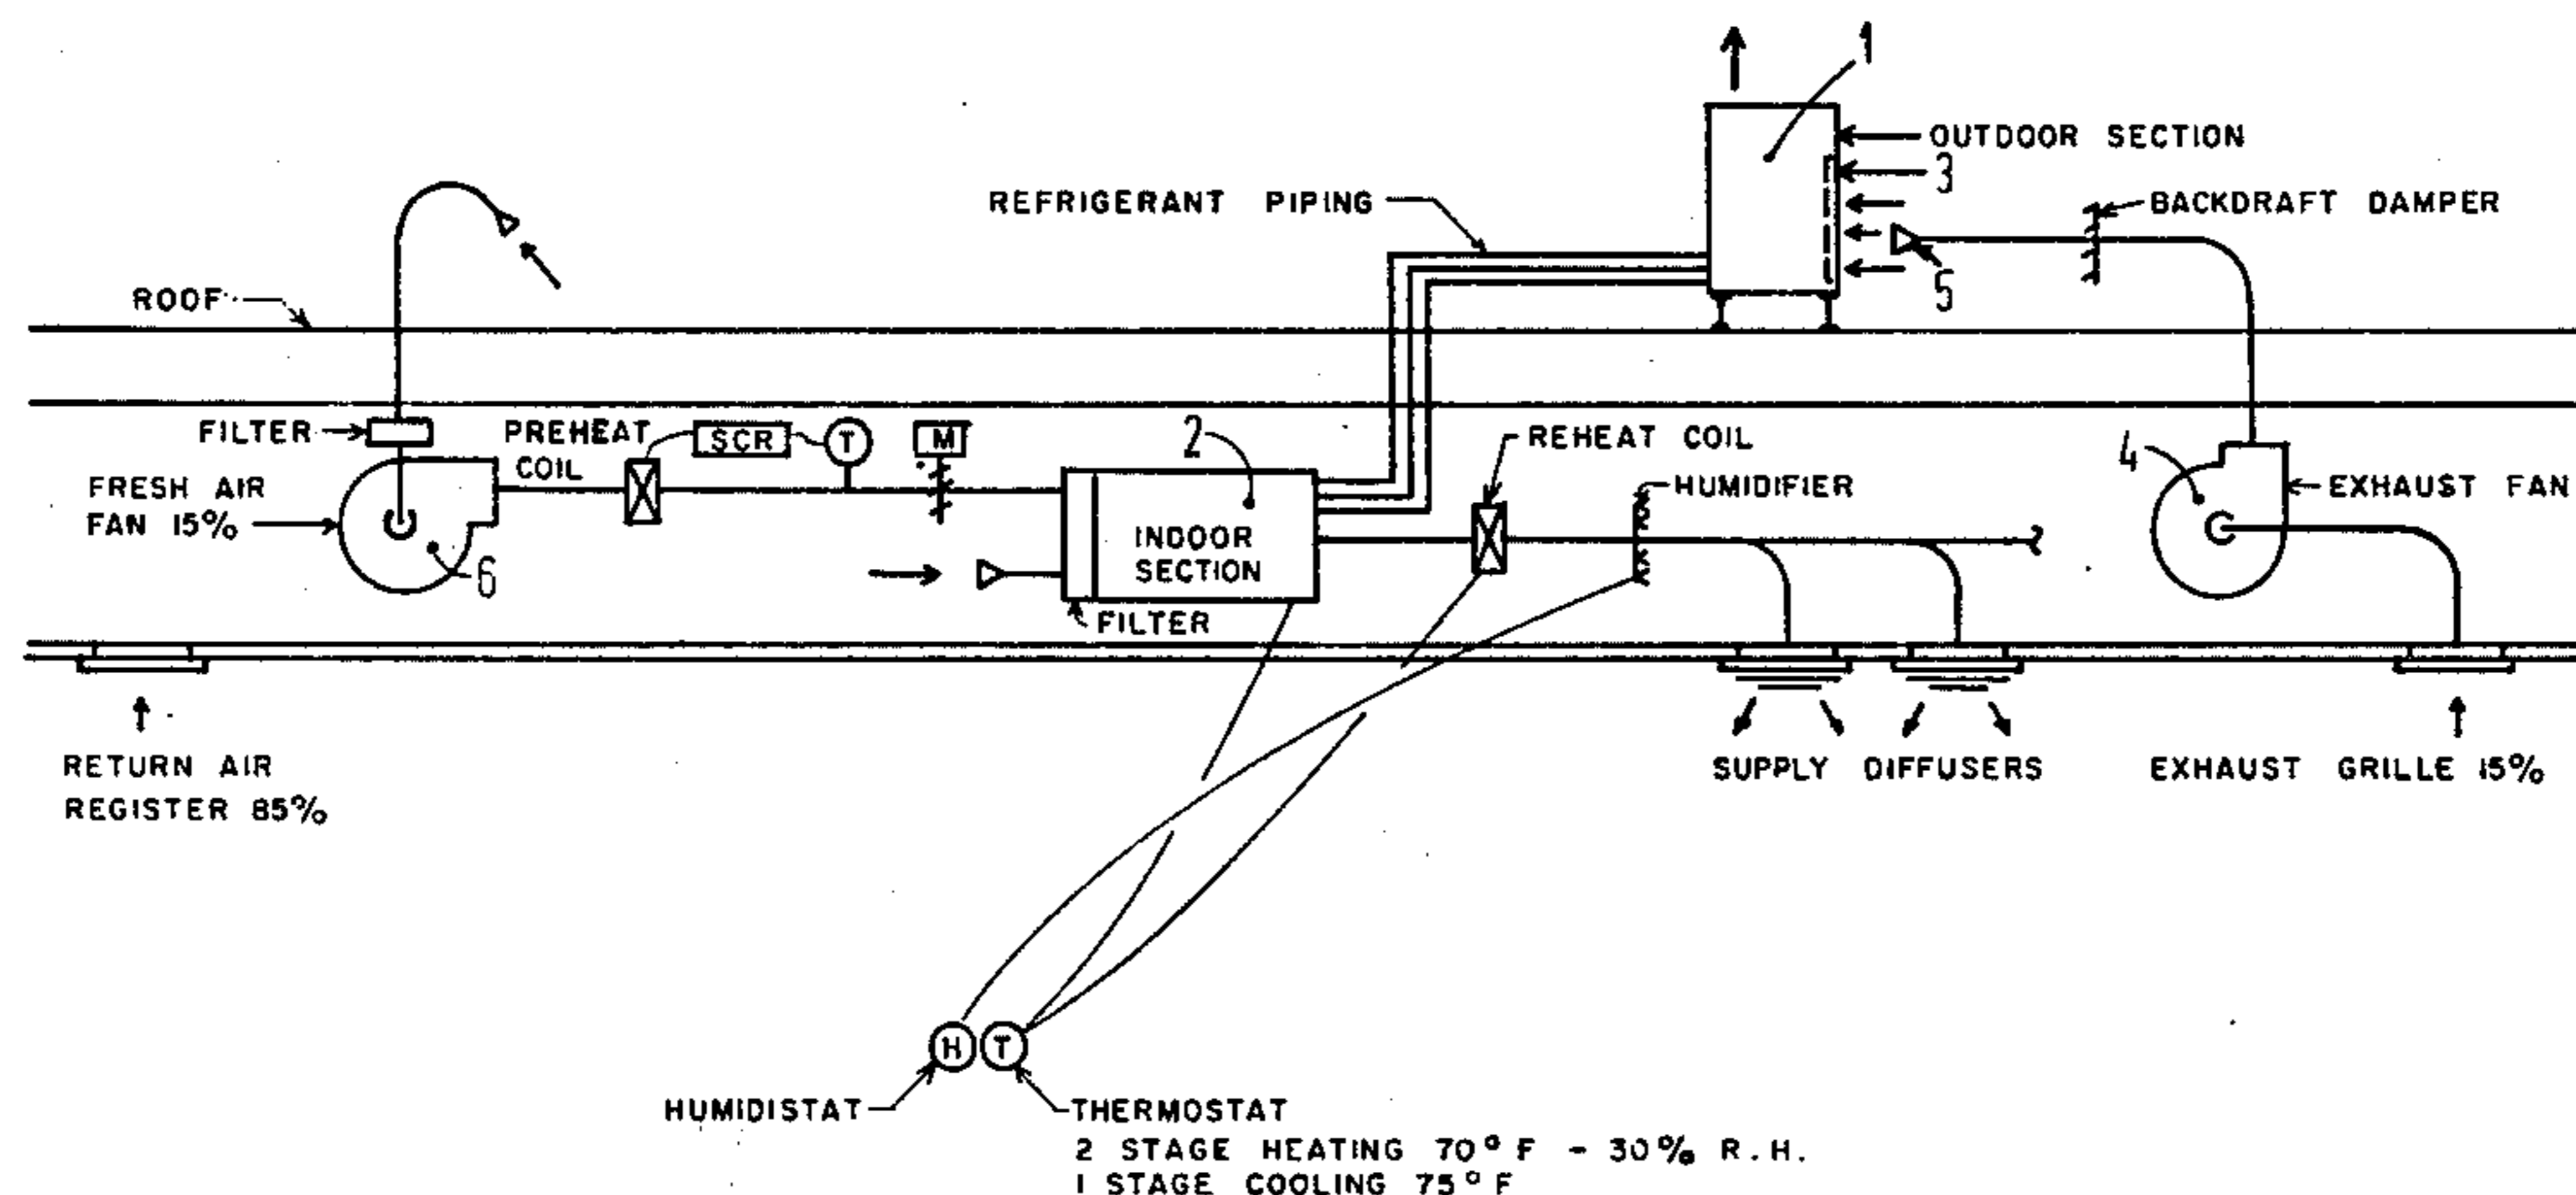 1
OUTDOOR SECTION
3
REFRIGERANT PIPING
BACKDRAFT DAMPER
5
ROOF
FILTER
PREHEAT
COIL
SCR
T
M
2
REHEAT COIL
4
FRESH AIR
FAN 15%
HUMIDIFIER
EXHAUST FAN
INDOOR
SECTION
6
FILTER
RETURN AIR
REGISTER 85%
SUPPLY DIFFUSERS
EXHAUST GRILLE 15%
H
T
HUMIDISTAT
THERMOSTAT
2 STAGE HEATING 70° F - 30% R.H.
1 STAGE COOLING 75° F